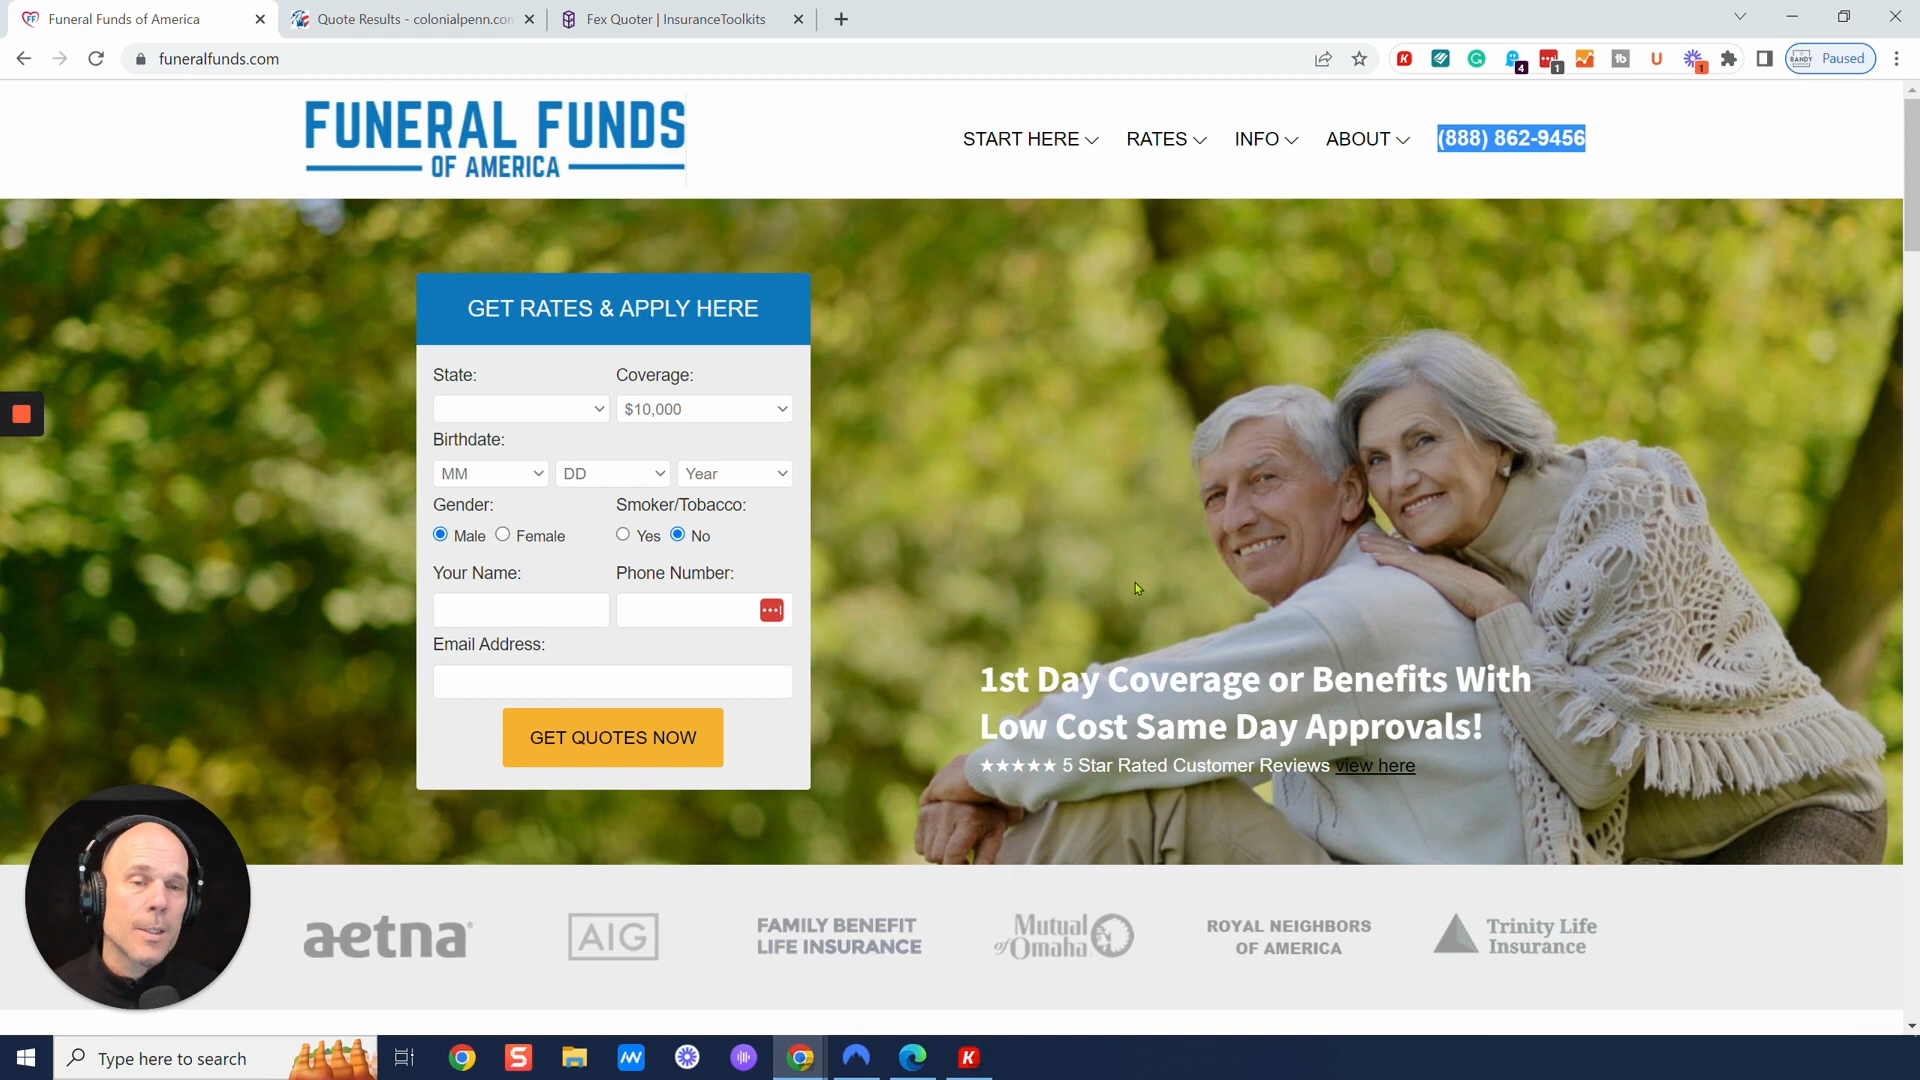 Funeral Funds of America
Quote Results - colonialpenn.com
Fex Quoter | InsuranceToolkits
funeralfunds.com
4
1
1
RANDY
Paused
FUNERAL FUNDS
OF AMERICA
START HERE
RATES
INFO
ABOUT
(888) 862-9456
GET RATES & APPLY HERE
State:
Coverage:
$10,000
Birthdate:
MM
DD
Year
Gender:
Smoker/Tobacco:
Male
Female
Yes
No
Your Name:
Phone Number:
Email Address:
GET QUOTES NOW
1st Day Coverage or Benefits With
Low Cost Same Day Approvals!
★★★★★ 5 Star Rated Customer Reviews view here
aetna
AIG
FAMILY BENEFIT
LIFE INSURANCE
Mutual
of Omaha
ROYAL NEIGHBORS
OF AMERICA
Trinity Life
Insurance
Type here to search